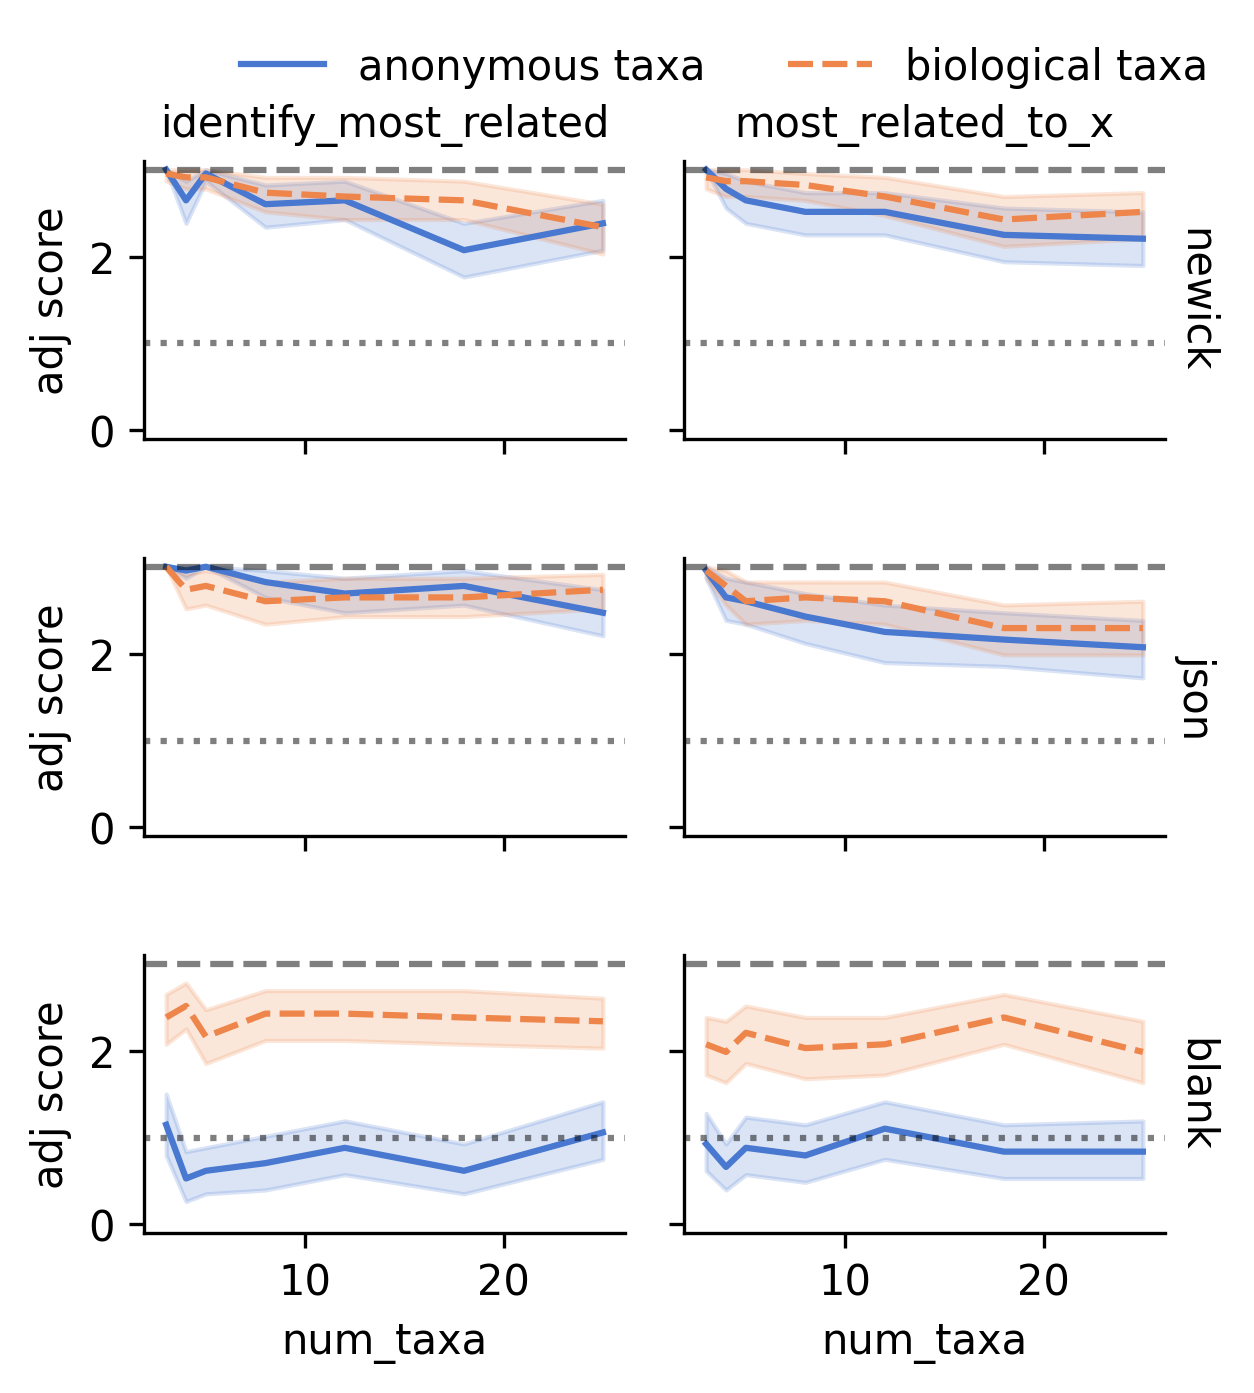 anonymous taxa
biological taxa
identify_most_related
most_related_to_x
adj score
2
0
newick
adj score
2
0
json
adj score
2
0
blank
10
20
10
20
num_taxa
num_taxa